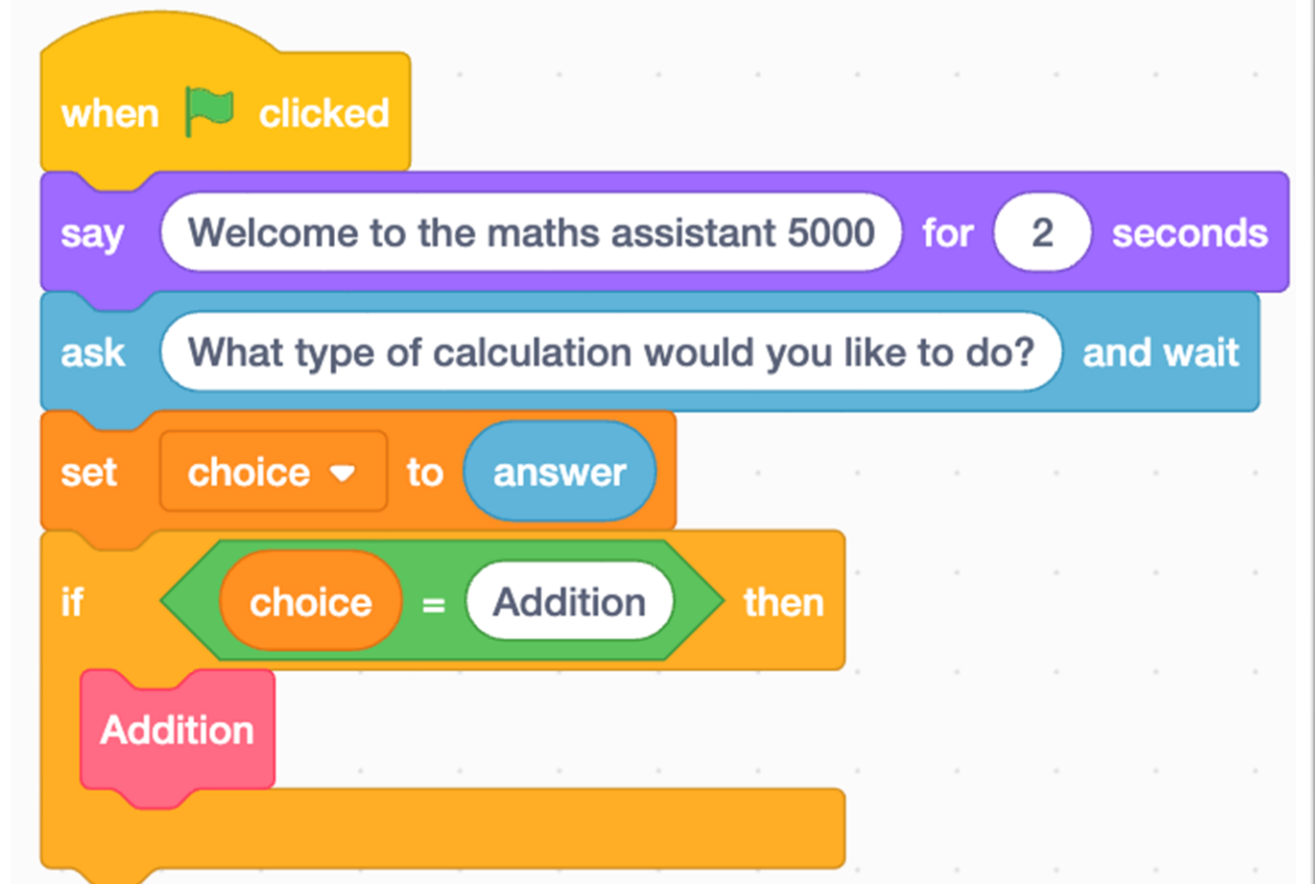 when clicked
say Welcome to the maths assistant 5000 for 2 seconds
ask What type of calculation would you like to do? and wait
set choice to answer
if choice = Addition then
Addition